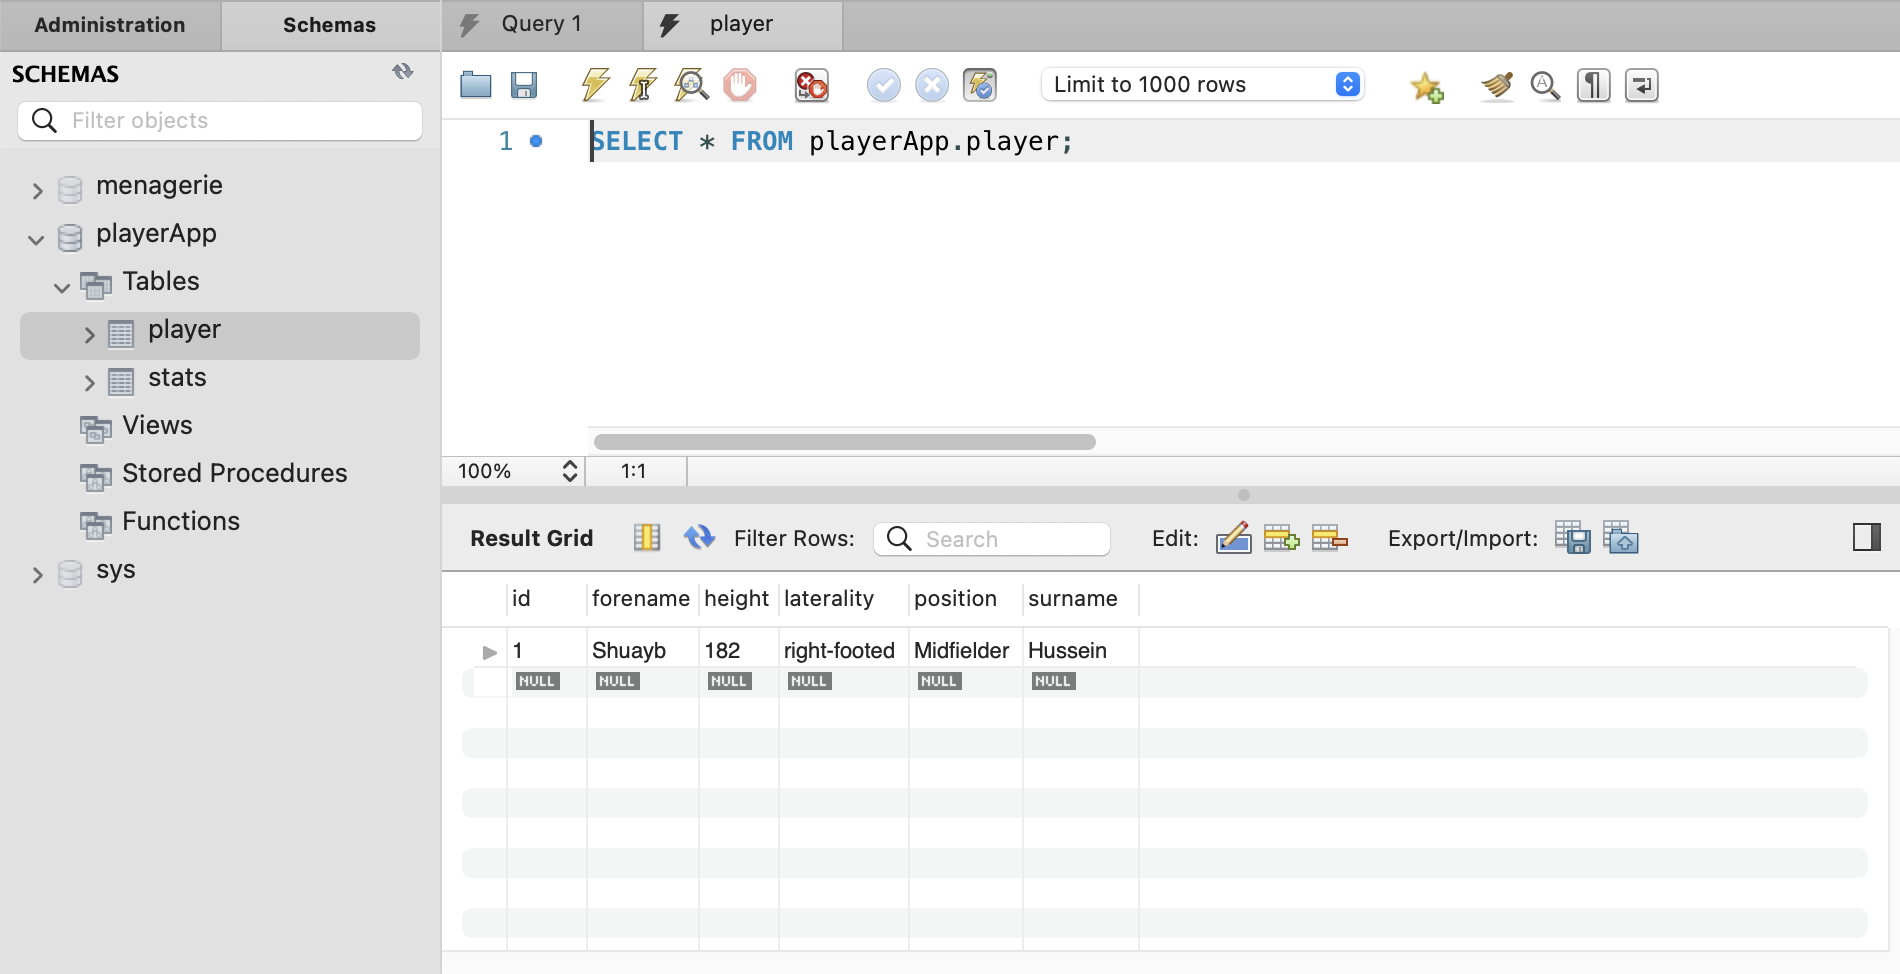 Administration Schemas Query 1 player
SCHEMAS
Filter objects
Limit to 1000 rows
1 SELECT * FROM playerApp.player;
menagerie
playerApp
Tables
player
stats
Views
Stored Procedures
Functions
sys
100% 1:1
Result Grid Filter Rows: Search Edit: Export/Import:
id forename height laterality position surname
1 Shuayb 182 right-footed Midfielder Hussein
NULL NULL NULL NULL NULL NULL